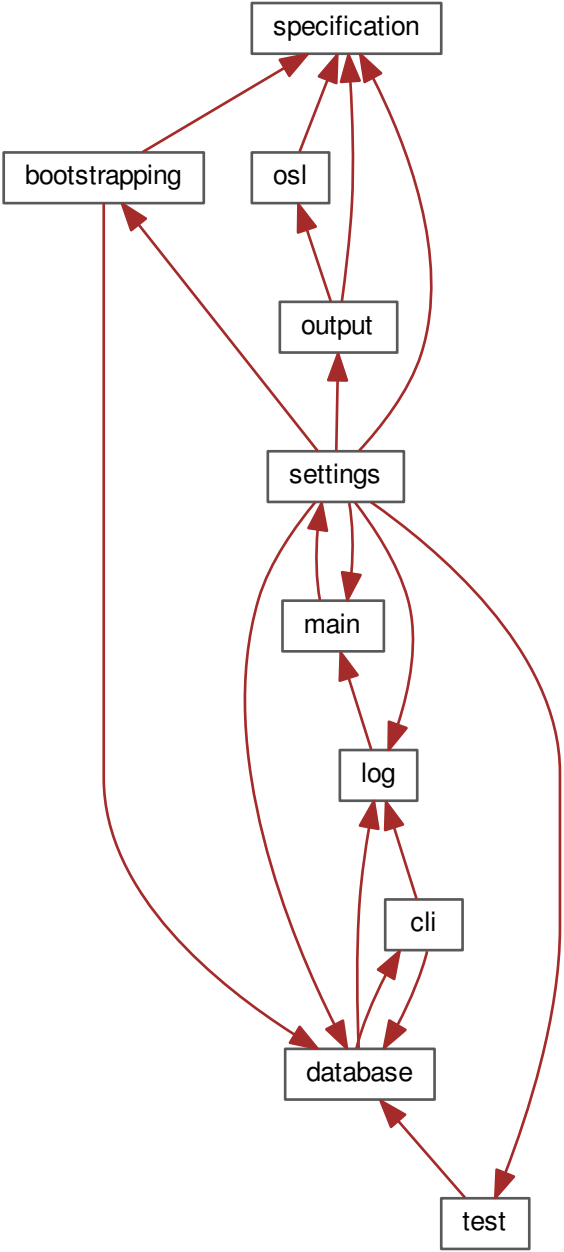 specification
bootstrapping
osl
output
settings
main
log
cli
database
test